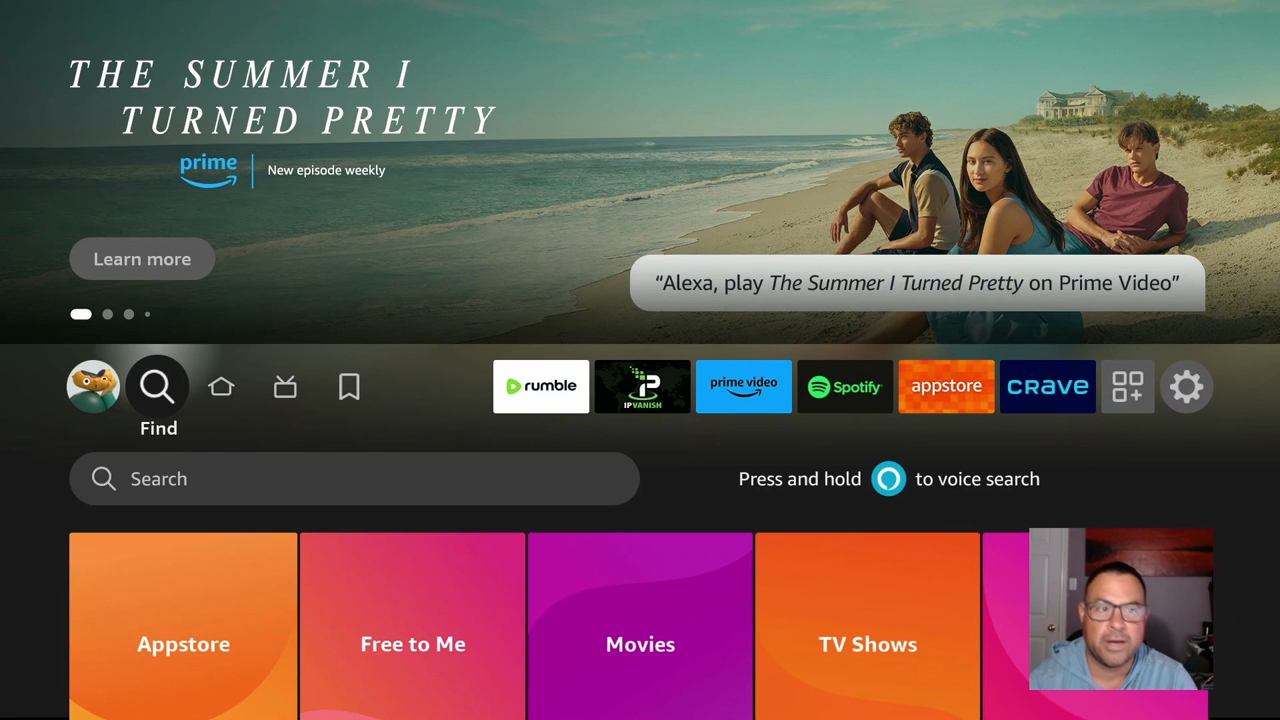 THE SUMMER I
TURNED PRETTY
prime
New episode weekly
Learn more
“Alexa, play The Summer I Turned Pretty on Prime Video”
rumble
IPVANISH
prime video
Spotify
appstore
CRAVE
Find
Search
Press and hold to voice search
Appstore
Free to Me
Movies
TV Shows